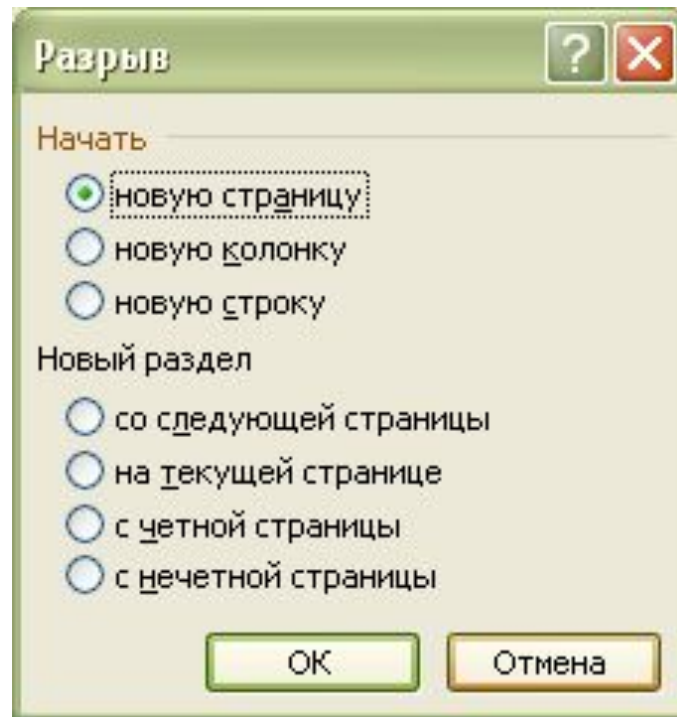 Разрыв
Начать
новую страницу
новую колонку
новую строку
Новый раздел
со следующей страницы
на текущей странице
с четной страницы
с нечетной страницы
ОК Отмена